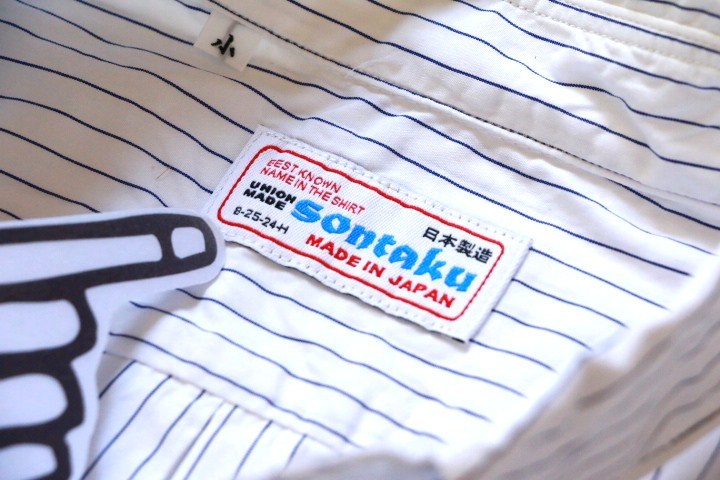 小
BEST KNOWN
NAME IN THE SHIRT
UNION
MADE
8-25-24-H
sontaku
日本製造
MADE IN JAPAN